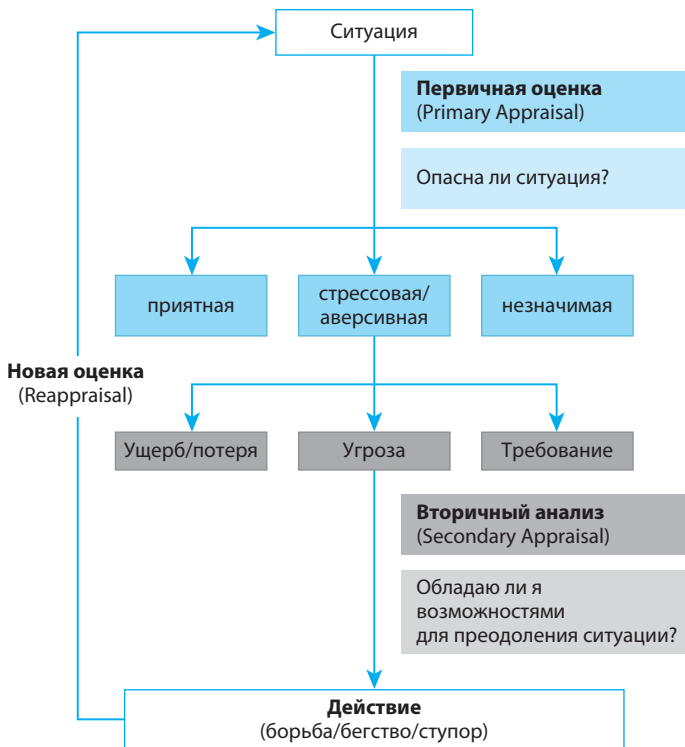 Ситуация
Первичная оценка
(Primary Appraisal)
Опасна ли ситуация?
приятная
стрессовая/
аверсивная
незначимая
Новая оценка
(Reappraisal)
Ущерб/потеря
Угроза
Требование
Вторичный анализ
(Secondary Appraisal)
Обладаю ли я
возможностями
для преодоления ситуации?
Действие
(борьба/бегство/ступор)